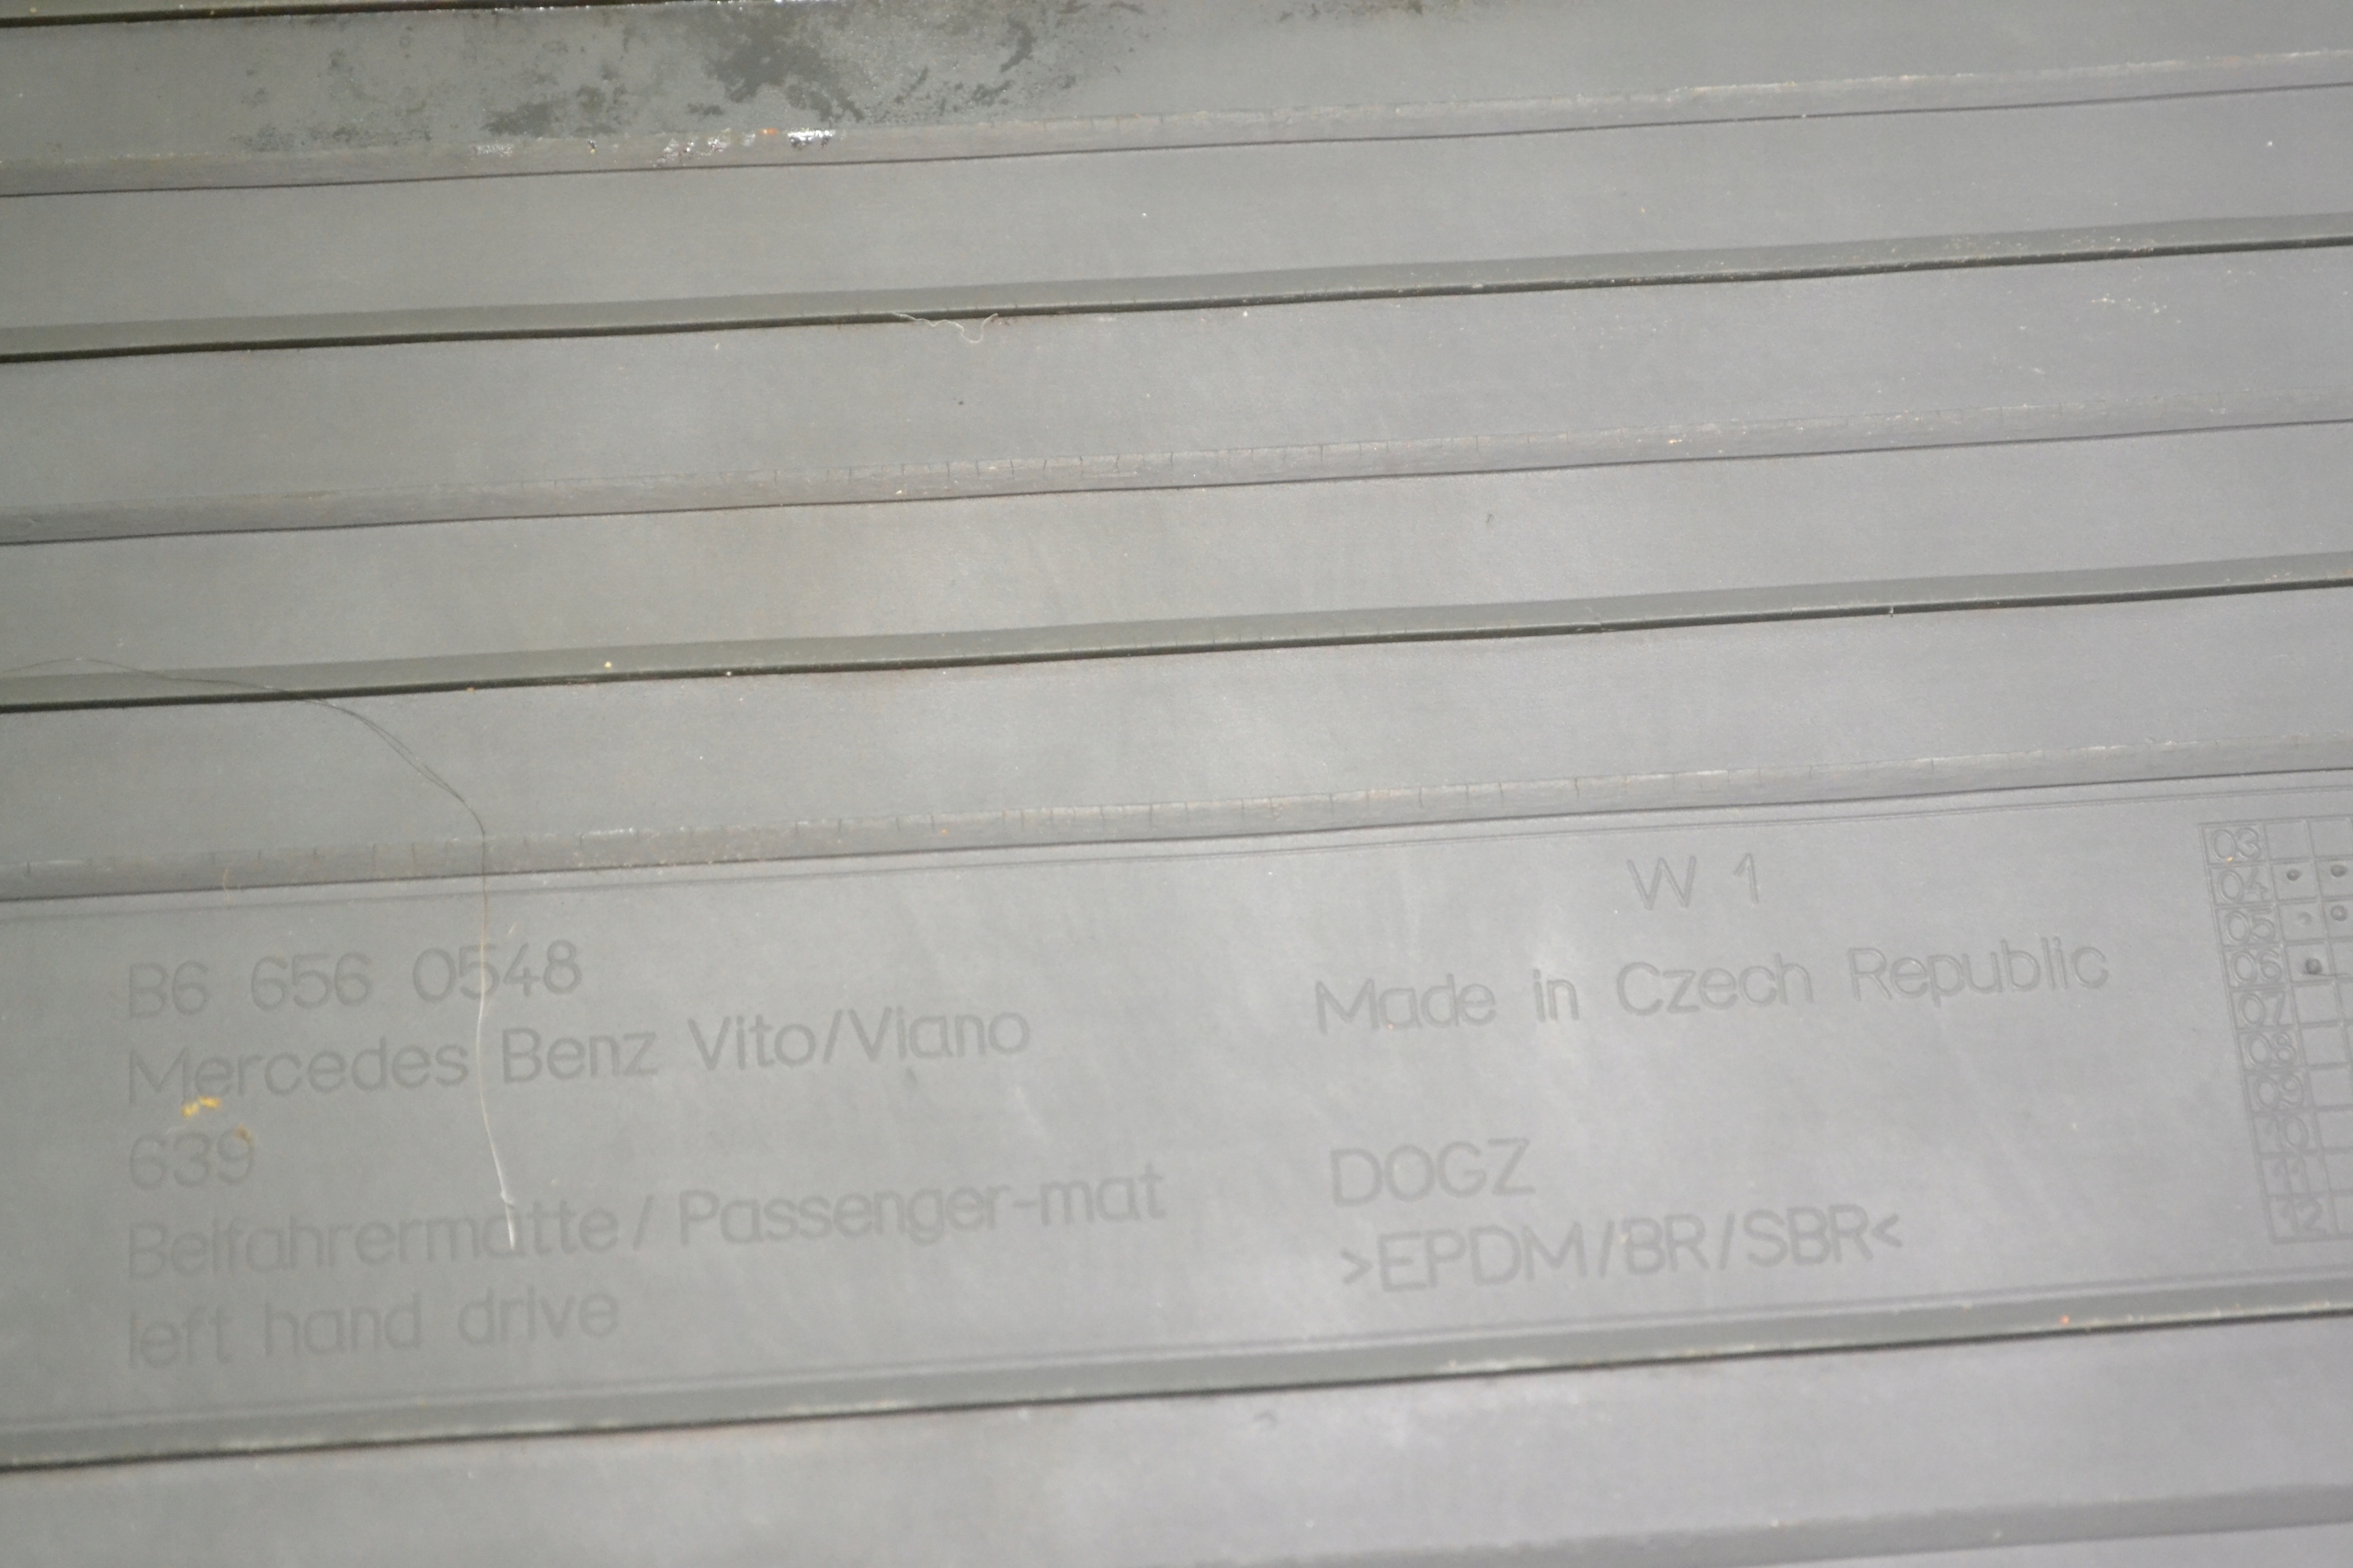 B6 656 0548
Mercedes Benz Vito/Viano
639
Beifahrermatte/Passenger-mat
left hand drive
W 1
Made in Czech Republic
DOGZ
>EPDM/BR/SBR<
03
04
05
06
07
08
09
10
11
12